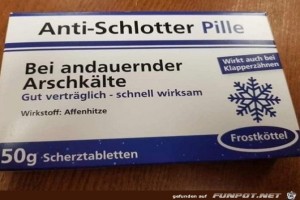 Anti-Schlotter Pille
Bei andauernder
Arschkälte
Gut verträglich - schnell wirksam
Wirkstoff: Affenhitze
Wirkt auch bei
Klapperzähnen
Frostköttel
50g -Scherztabletten
gefunden auf FUNPOT.NET